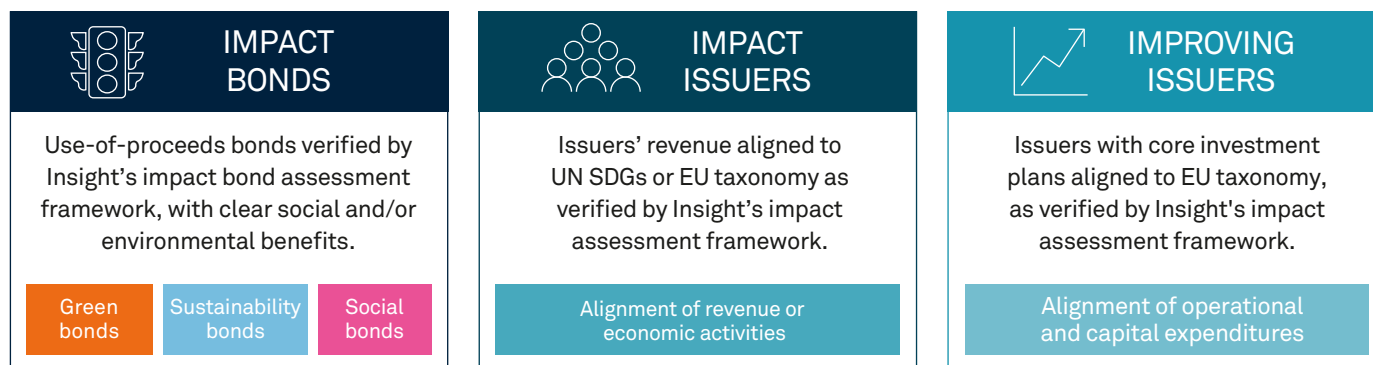 IMPACT
BONDS
Use-of-proceeds bonds verified by
Insight’s impact bond assessment
framework, with clear social and/or
environmental benefits.
Green
bonds
Sustainability
bonds
Social
bonds
IMPACT
ISSUERS
Issuers’ revenue aligned to
UN SDGs or EU taxonomy as
verified by Insight’s impact
assessment framework.
Alignment of revenue or
economic activities
IMPROVING
ISSUERS
Issuers with core investment
plans aligned to EU taxonomy,
as verified by Insight's impact
assessment framework.
Alignment of operational
and capital expenditures